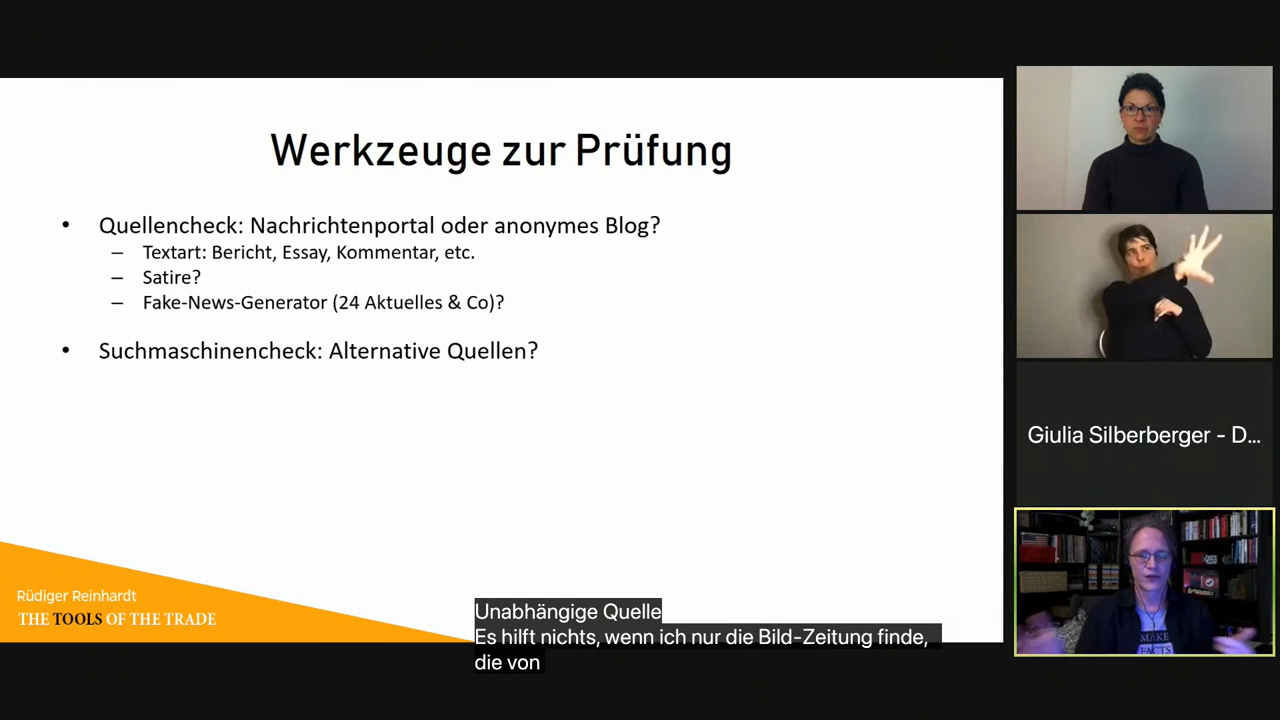 Werkzeuge zur Prüfung
• Quellencheck: Nachrichtenportal oder anonymes Blog?
– Textart: Bericht, Essay, Kommentar, etc.
– Satire?
– Fake-News-Generator (24 Aktuelles & Co)?
• Suchmaschinencheck: Alternative Quellen?
Rüdiger Reinhardt
THE TOOLS OF THE TRADE
Unabhängige Quelle
Es hilft nichts, wenn ich nur die Bild-Zeitung finde,
die von
Giulia Silberberger - D...
MAKE
FACTS